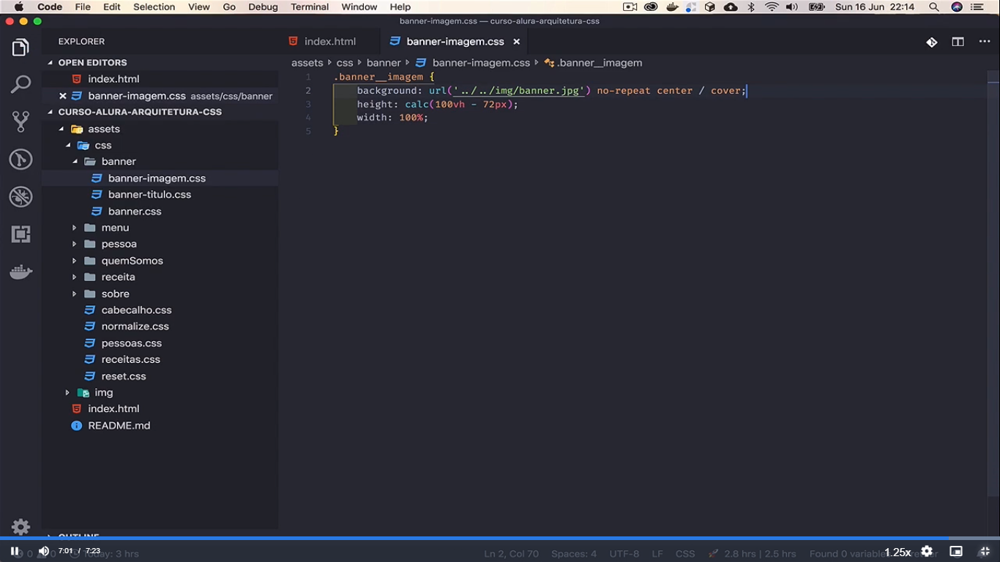 Code File Edit Selection View Go Debug Terminal Window Help Sun 16 Jun 22:14
banner-imagem.css — curso-alura-arquitetura-css
EXPLORER
OPEN EDITORS
index.html
banner-imagem.css assets/css/banner
CURSO-ALURA-ARQUITETURA-CSS
assets
css
banner
banner-imagem.css
banner-titulo.css
banner.css
menu
pessoa
quemSomos
receita
sobre
cabecalho.css
normalize.css
pessoas.css
receitas.css
reset.css
img
index.html
README.md
OUTLINE
index.html banner-imagem.css
assets > css > banner > banner-imagem.css > .banner__imagem
1 .banner__imagem {
2 background: url('../../img/banner.jpg') no-repeat center / cover;
3 height: calc(100vh - 72px);
4 width: 100%;
5 }
7:01 / 7:23
0 0 Today: 3 hrs
Ln 2, Col 70 Spaces: 4 UTF-8 LF CSS 2.8 hrs | 2.5 hrs Found 0 variables
1.25x